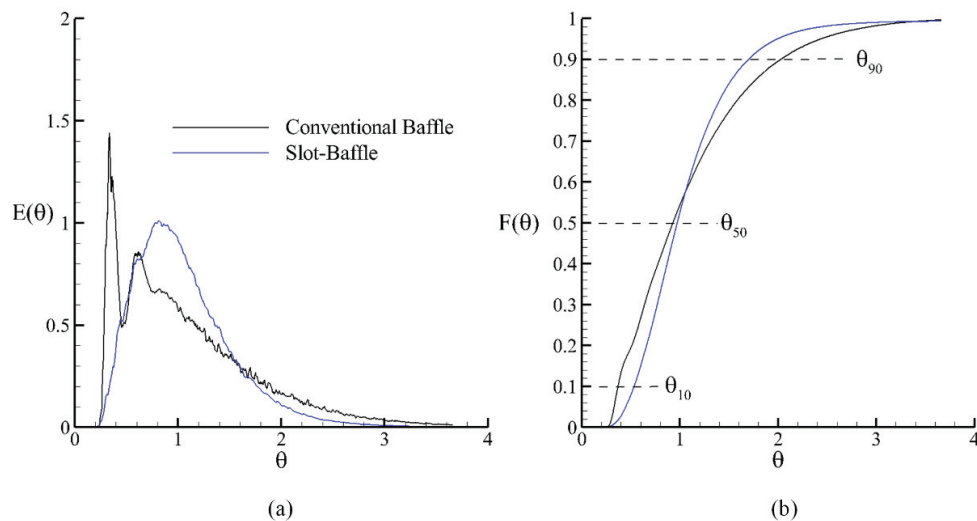 2
1.5
1
0.5
0
E(θ)
Conventional Baffle
Slot-Baffle
0 1 2 3 4
θ
(a)
1
0.9
0.8
0.7
0.6
0.5
0.4
0.3
0.2
0.1
0
F(θ)
θ₉₀
θ₅₀
θ₁₀
0 1 2 3 4
θ
(b)